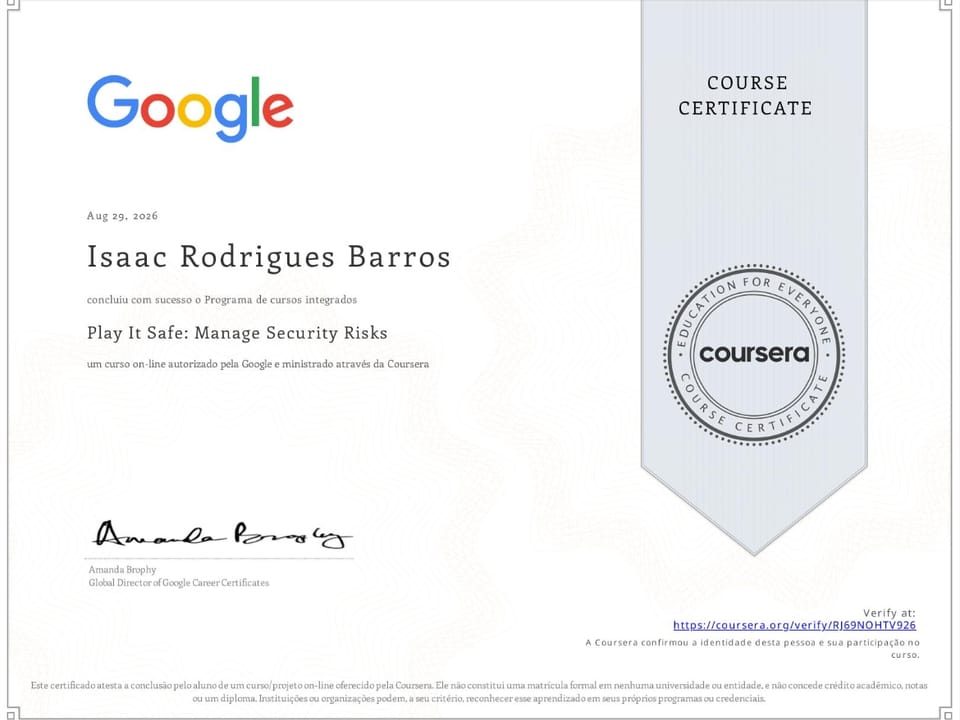 Google
COURSE
CERTIFICATE
Aug 29, 2026
Isaac Rodrigues Barros
concluiu com sucesso o Programa de cursos integrados
Play It Safe: Manage Security Risks
um curso on-line autorizado pela Google e ministrado através da Coursera
EDUCATION FOR EVERYONE
coursera
COURSE CERTIFICATE
Amanda Brophy
Amanda Brophy
Global Director of Google Career Certificates
Verify at:
https://coursera.org/verify/RJ69NOHTV926
A Coursera confirmou a identidade desta pessoa e sua participação no
curso.
Este certificado atesta a conclusão pelo aluno de um curso/projeto on-line oferecido pela Coursera. Ele não constitui uma matrícula formal em nenhuma universidade ou entidade, e não concede crédito acadêmico, notas
ou um diploma. Instituições ou organizações podem, a seu critério, reconhecer esse aprendizado em seus próprios programas ou credenciais.